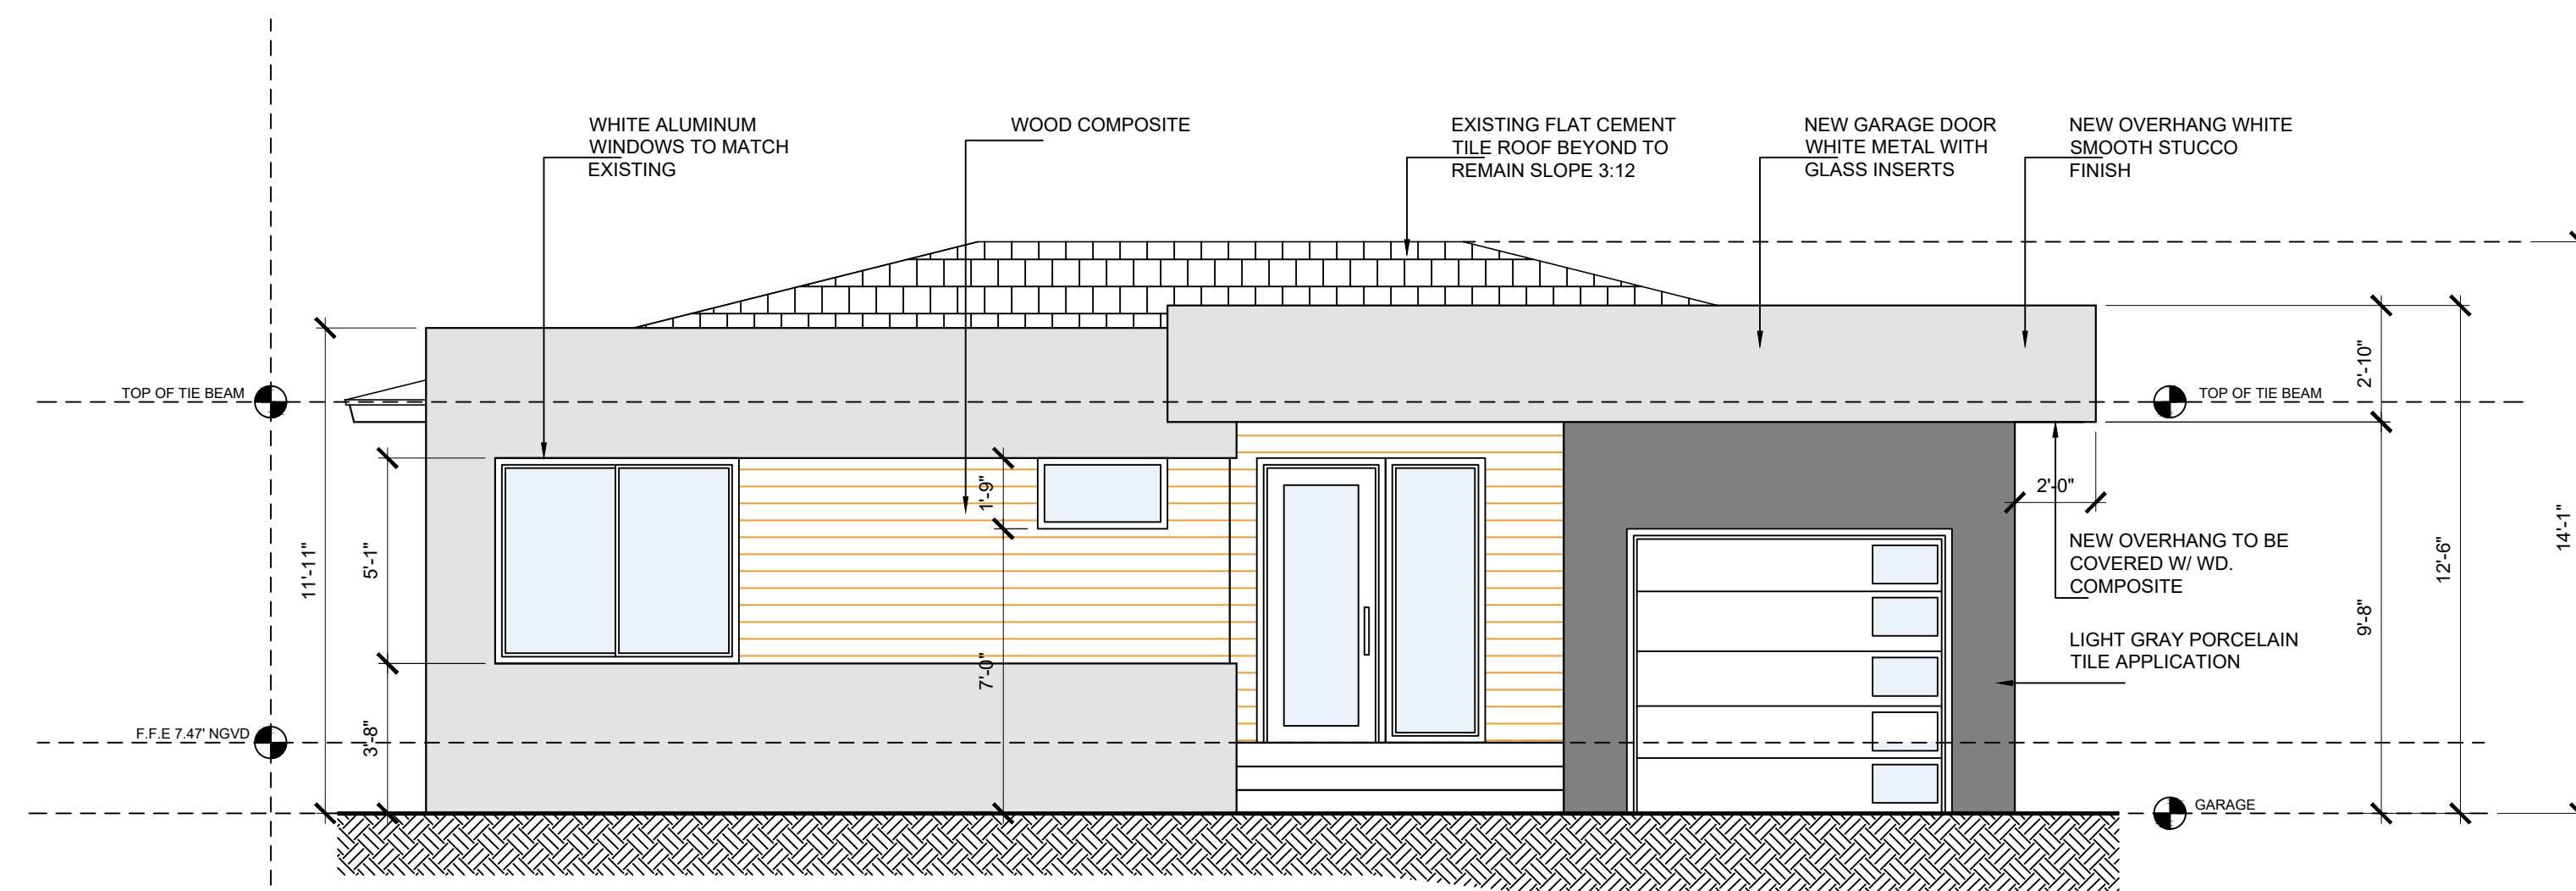 WHITE ALUMINUM
WINDOWS TO MATCH
EXISTING
WOOD COMPOSITE
EXISTING FLAT CEMENT
TILE ROOF BEYOND TO
REMAIN SLOPE 3:12
NEW GARAGE DOOR
WHITE METAL WITH
GLASS INSERTS
NEW OVERHANG WHITE
SMOOTH STUCCO
FINISH
TOP OF TIE BEAM
TOP OF TIE BEAM
2'-10"
1'-9"
2'-0"
11'-11"
5'-1"
NEW OVERHANG TO BE
COVERED W/ WD.
COMPOSITE
12'-6"
14'-1"
9'-8"
LIGHT GRAY PORCELAIN
TILE APPLICATION
7'-0"
F.F.E 7.47' NGVD
3'-8"
GARAGE